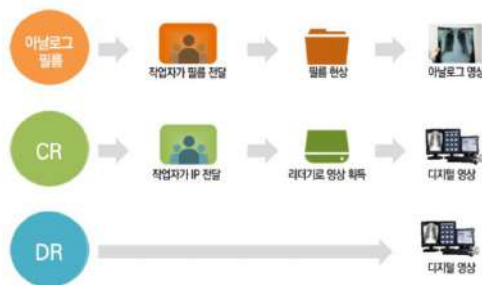 아날로그
필름
작업자가 필름 전달
필름 현상
아날로그 영상
CR
작업자가 IP 전달
리더기로 영상 획득
디지털 영상
DR
디지털 영상